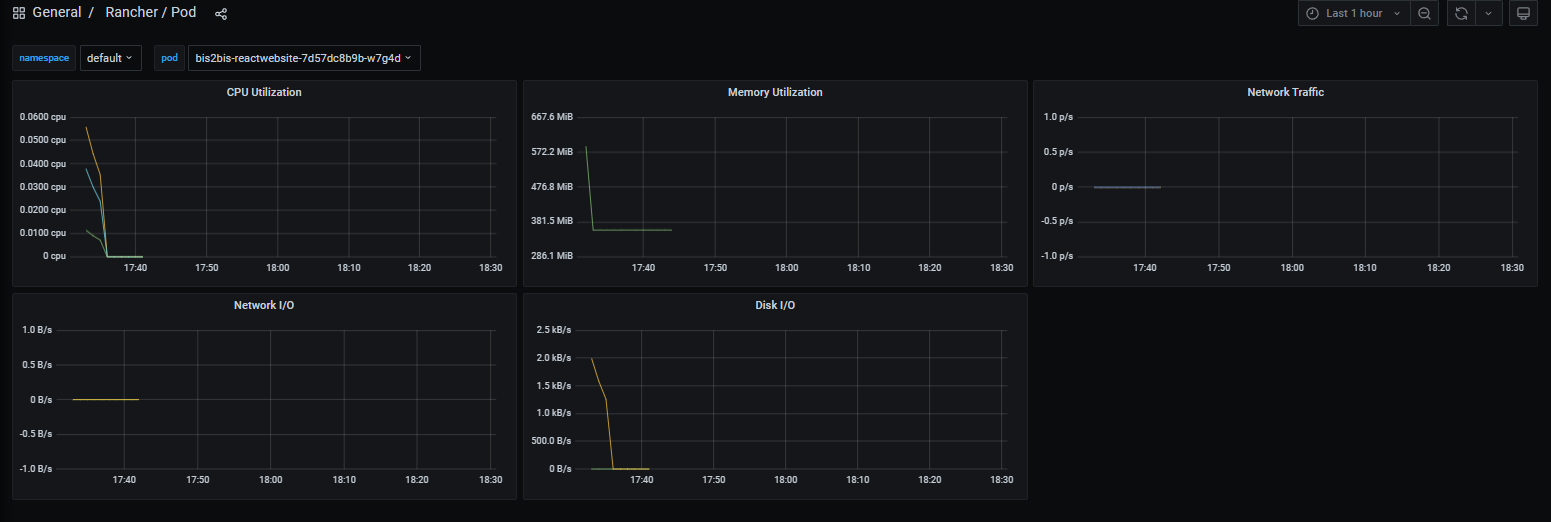 General / Rancher / Pod
Last 1 hour
namespace default pod bis2bis-reactwebsite-7d57dc8b9b-w7g4d
CPU Utilization
0.0600 cpu
0.0500 cpu
0.0400 cpu
0.0300 cpu
0.0200 cpu
0.0100 cpu
0 cpu
17:40 17:50 18:00 18:10 18:20 18:30
Memory Utilization
667.6 MiB
572.2 MiB
476.8 MiB
381.5 MiB
286.1 MiB
17:40 17:50 18:00 18:10 18:20 18:30
Network Traffic
1.0 p/s
0.5 p/s
0 p/s
-0.5 p/s
-1.0 p/s
17:40 17:50 18:00 18:10 18:20 18:30
Network I/O
1.0 B/s
0.5 B/s
0 B/s
-0.5 B/s
-1.0 B/s
17:40 17:50 18:00 18:10 18:20 18:30
Disk I/O
2.5 kB/s
2.0 kB/s
1.5 kB/s
1.0 kB/s
500.0 B/s
0 B/s
17:40 17:50 18:00 18:10 18:20 18:30